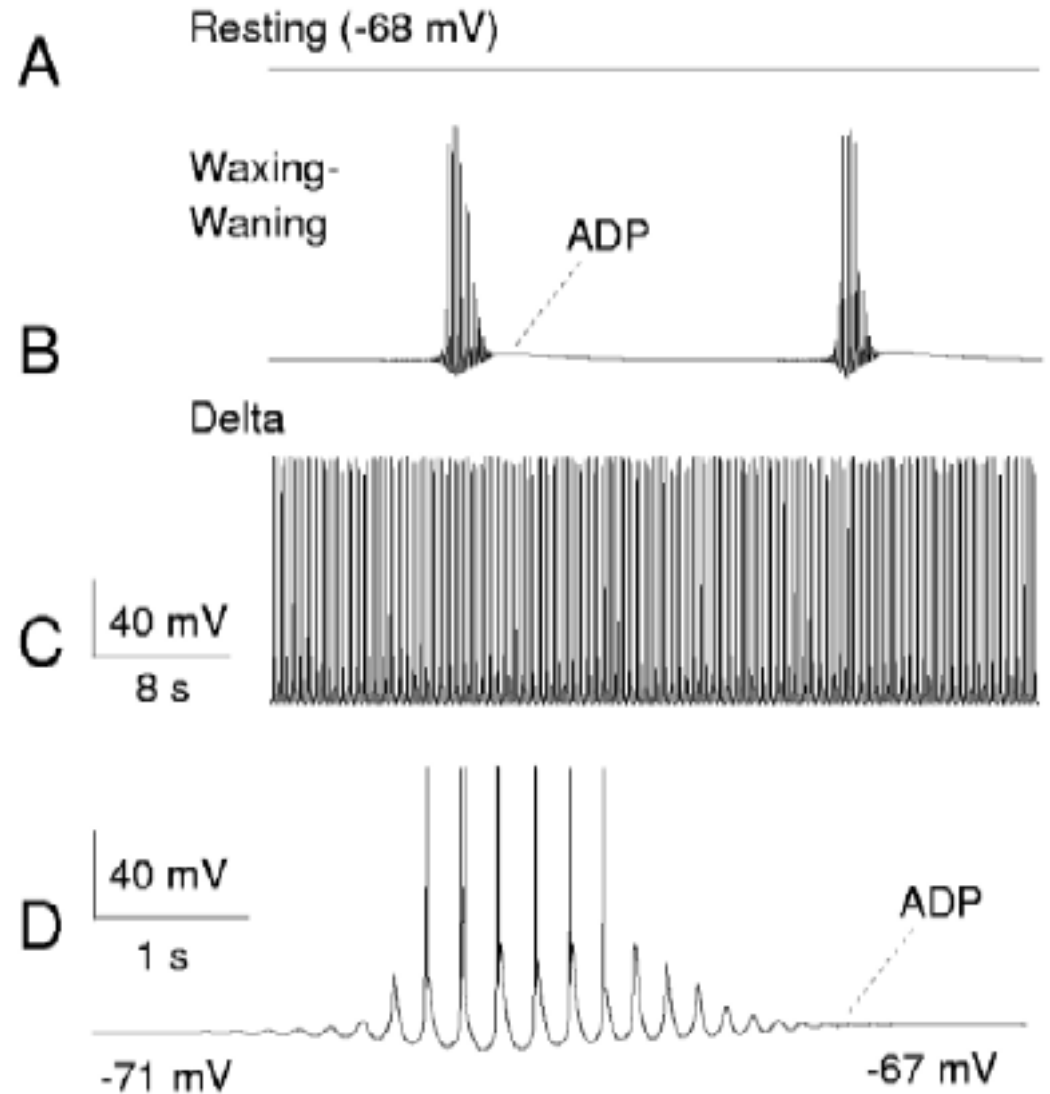 A
Resting (-68 mV)
Waxing-
Waning
ADP
B
Delta
40 mV
C
8 s
40 mV
D
ADP
1 s
-71 mV
-67 mV